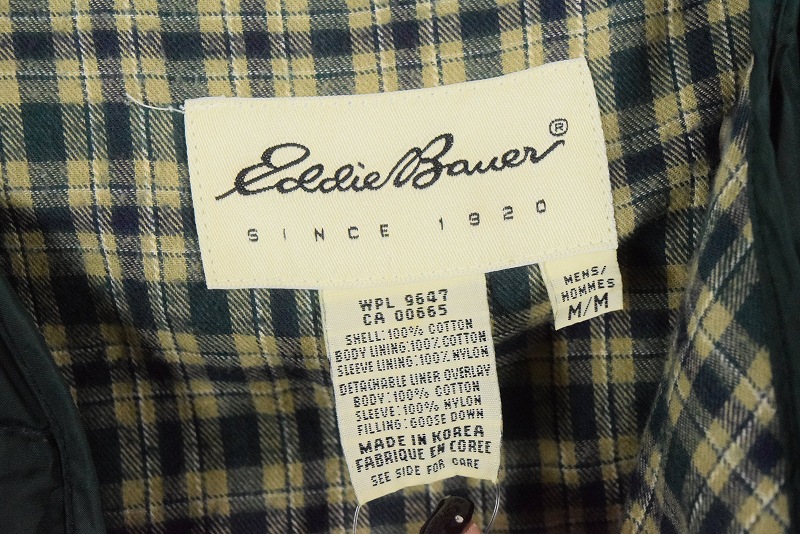 Eddie Bauer®
SINCE 1920
MENS/
HOMMES
M/M
WPL 9647
CA 00665
SHELL:100% COTTON
BODY LINING:100% COTTON
SLEEVE LINING:100% NYLON
DETACHABLE LINER OVERLAY
BODY:100% COTTON
SLEEVE:100% NYLON
FILLING:GOOSE DOWN
MADE IN KOREA
FABRIQUE EN COREE
SEE SIDE FOR CARE